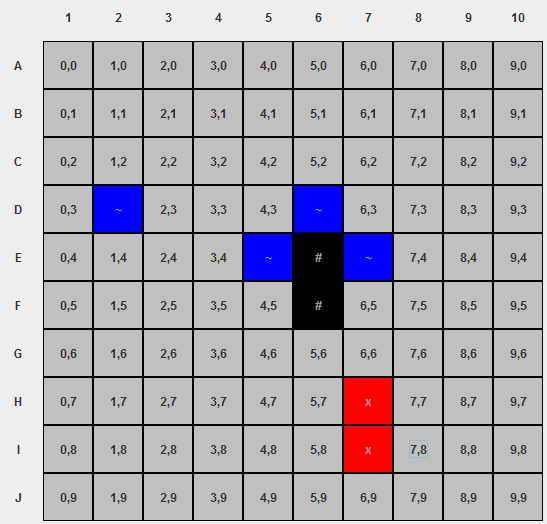 1 2 3 4 5 6 7 8 9 10
A 0,0 1,0 2,0 3,0 4,0 5,0 6,0 7,0 8,0 9,0
B 0,1 1,1 2,1 3,1 4,1 5,1 6,1 7,1 8,1 9,1
C 0,2 1,2 2,2 3,2 4,2 5,2 6,2 7,2 8,2 9,2
D 0,3 ~ 2,3 3,3 4,3 ~ 6,3 7,3 8,3 9,3
E 0,4 1,4 2,4 3,4 ~ # ~ 7,4 8,4 9,4
F 0,5 1,5 2,5 3,5 4,5 # 6,5 7,5 8,5 9,5
G 0,6 1,6 2,6 3,6 4,6 5,6 6,6 7,6 8,6 9,6
H 0,7 1,7 2,7 3,7 4,7 5,7 x 7,7 8,7 9,7
I 0,8 1,8 2,8 3,8 4,8 5,8 x 7,8 8,8 9,8
J 0,9 1,9 2,9 3,9 4,9 5,9 6,9 7,9 8,9 9,9